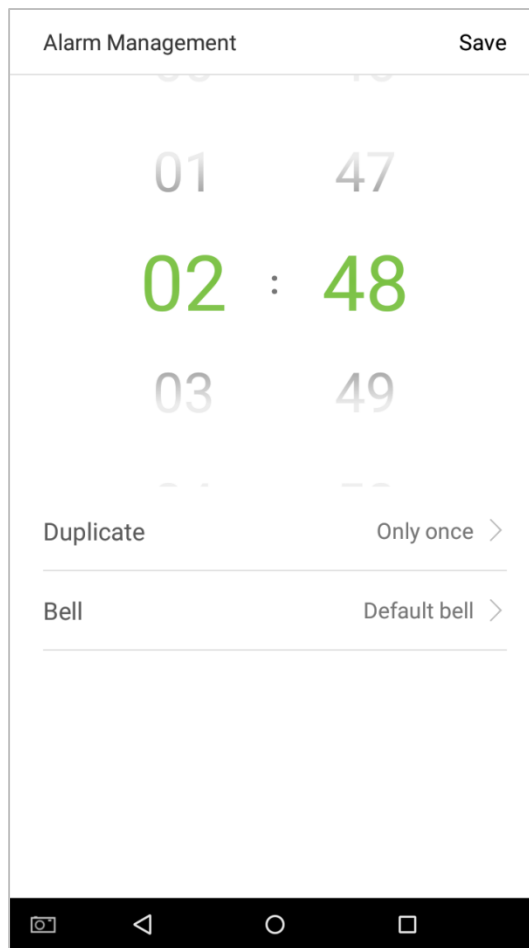 Alarm Management Save
01 47
02 : 48
03 49
Duplicate Only once
Bell Default bell